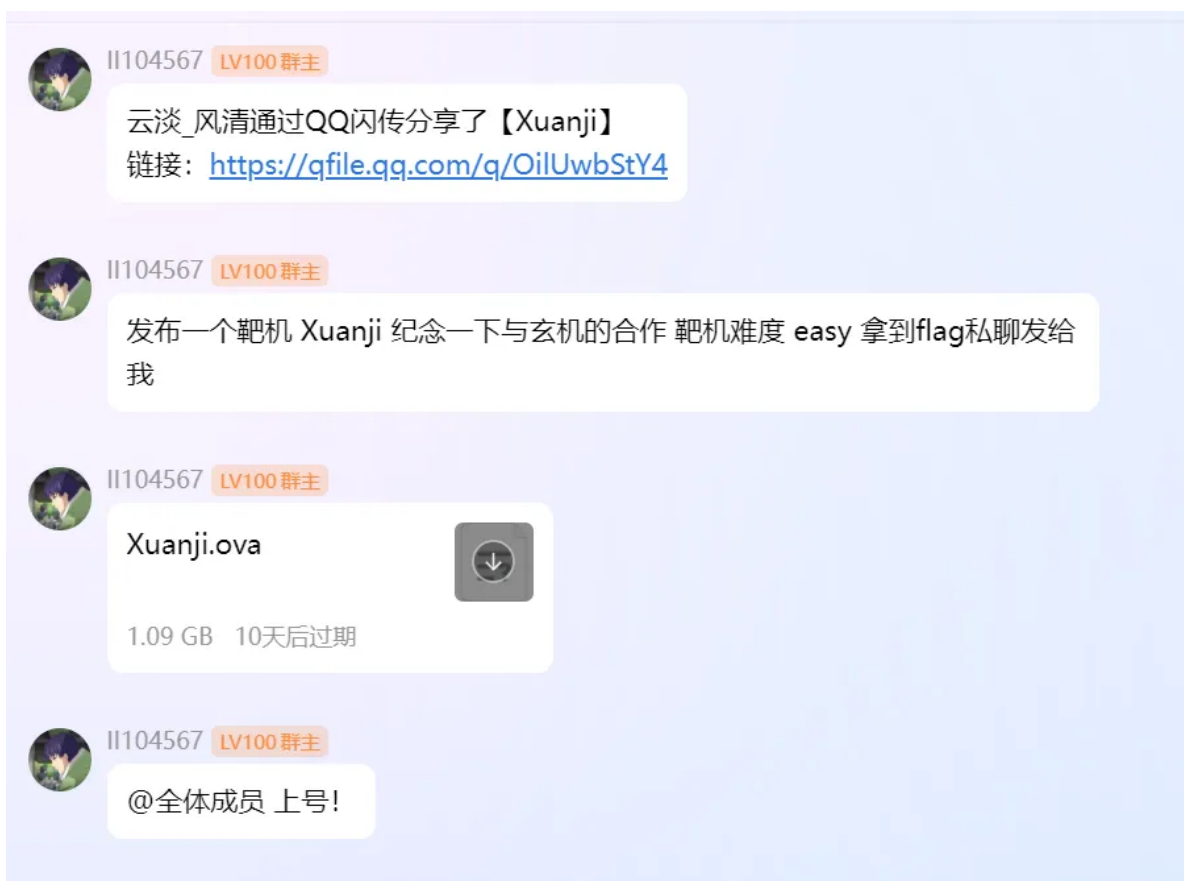 ll104567 LV100 群主
云淡_风清通过QQ闪传分享了【Xuanji】
链接：https://qfile.qq.com/q/OilUwbStY4
ll104567 LV100 群主
发布一个靶机 Xuanji 纪念一下与玄机的合作 靶机难度 easy 拿到flag私聊发给
我
ll104567 LV100 群主
Xuanji.ova
1.09 GB 10天后过期
ll104567 LV100 群主
@全体成员 上号！